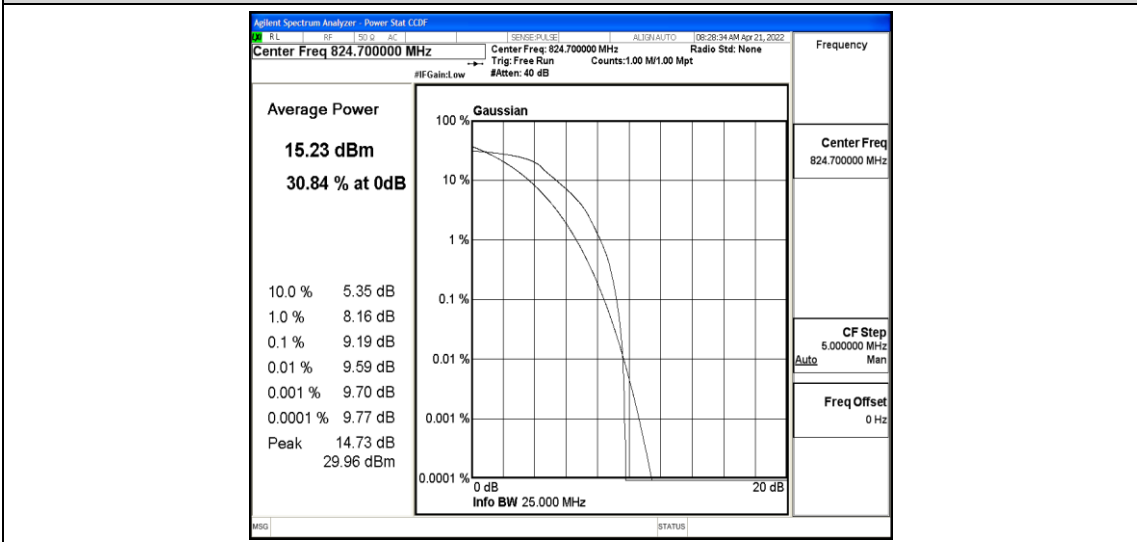 Agilent Spectrum Analyzer - Power Stat CCDF
LXI RL RF 50 Ω AC SENSE:PULSE ALIGNAUTO 08:28:34 AM Apr 21, 2022
Center Freq 824.700000 MHz
Center Freq: 824.700000 MHz Radio Std: None
Trig: Free Run Counts:1.00 M/1.00 Mpt
#IFGain:Low #Atten: 40 dB
Frequency
Average Power
15.23 dBm
30.84 % at 0dB
10.0 % 5.35 dB
1.0 % 8.16 dB
0.1 % 9.19 dB
0.01 % 9.59 dB
0.001 % 9.70 dB
0.0001 % 9.77 dB
Peak 14.73 dB
29.96 dBm
Gaussian
100 %
10 %
1 %
0.1 %
0.01 %
0.001 %
0.0001 %
0 dB 20 dB
Info BW 25.000 MHz
Center Freq
824.700000 MHz
CF Step
5.000000 MHz
Auto Man
Freq Offset
0 Hz
MSG STATUS